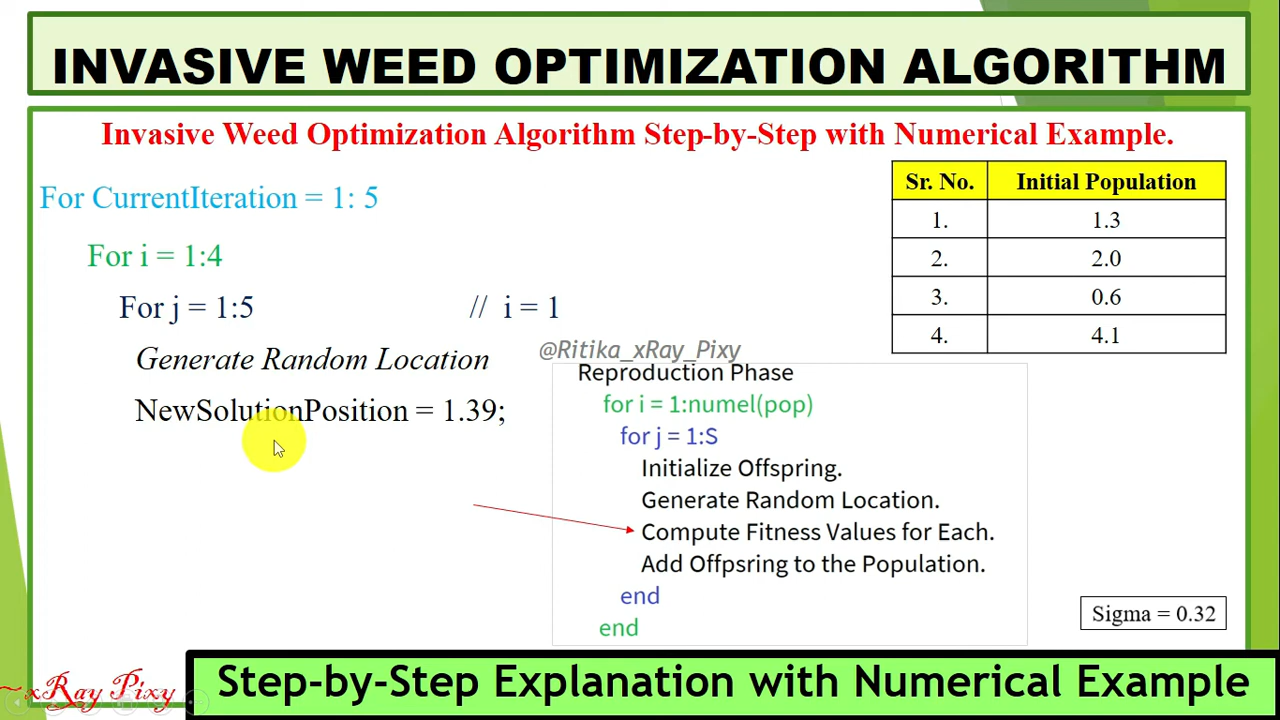 INVASIVE WEED OPTIMIZATION ALGORITHM
Invasive Weed Optimization Algorithm Step-by-Step with Numerical Example.
For CurrentIteration = 1: 5
For i = 1:4
For j = 1:5 // i = 1
Generate Random Location
NewSolutionPosition = 1.39;
Sr. No. Initial Population
1. 1.3
2. 2.0
3. 0.6
4. 4.1
@Ritika_xRay_Pixy
Reproduction Phase
for i = 1:numel(pop)
for j = 1:S
Initialize Offspring.
Generate Random Location.
Compute Fitness Values for Each.
Add Offpsring to the Population.
end
end
Sigma = 0.32
~xRay Pixy
Step-by-Step Explanation with Numerical Example